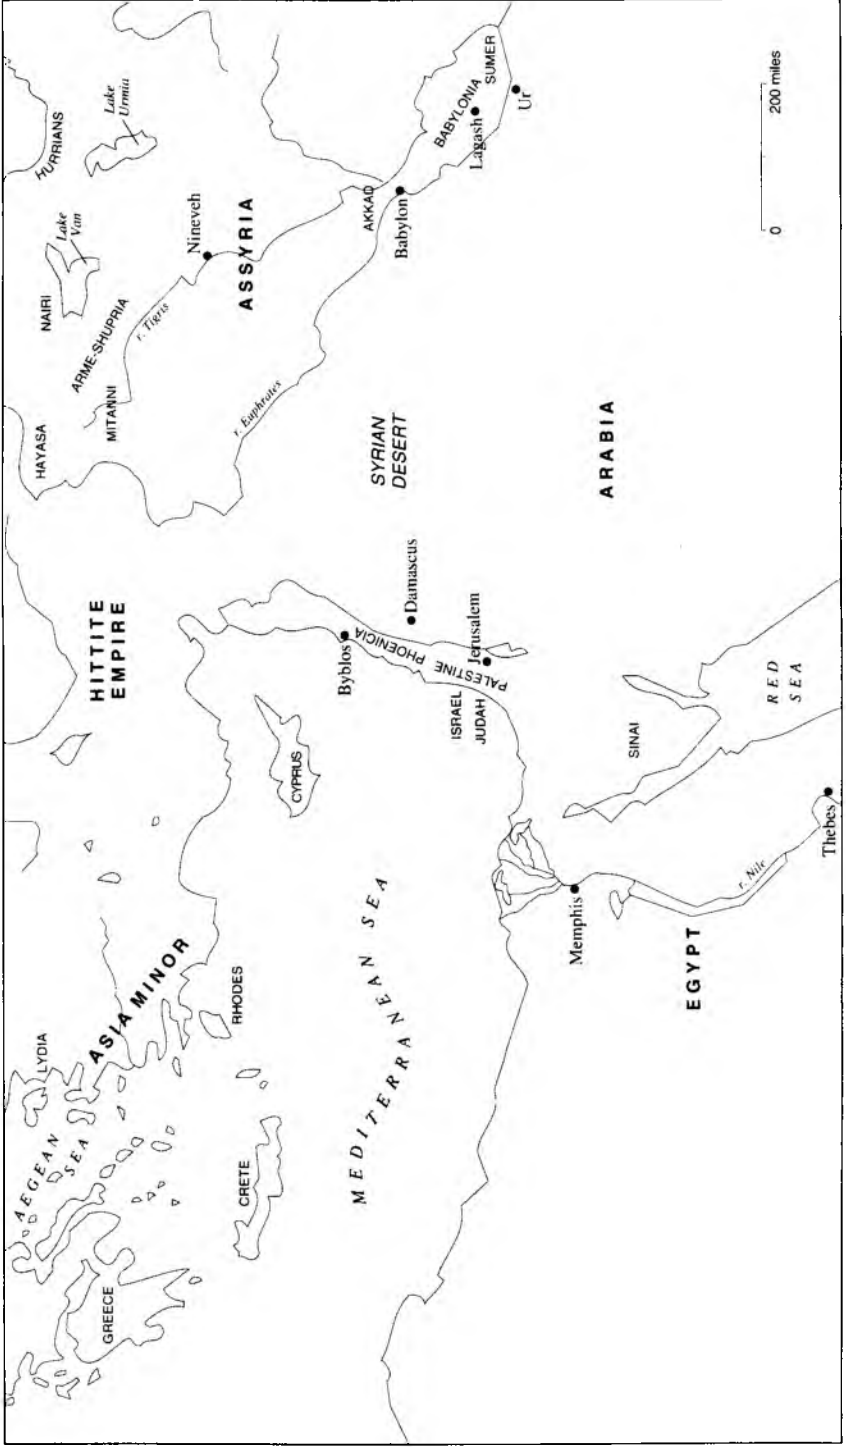 GREECE
AEGEAN
SEA
LYDIA
ASIA MINOR
RHODES
CRETE
MEDITERRANEAN SEA
CYPRUS
HITTITE
EMPIRE
HAYASA
MITANNI
ARME-SHUPRIA
NAIRI
Lake
Van
HURRIANS
Lake
Urmia
r. Tigris
Nineveh
ASSYRIA
r. Euphrates
AKKAD
Babylon
BABYLONIA
SUMER
Lagash
Ur
SYRIAN
DESERT
ARABIA
Byblos
PHOENICIA
Damascus
PALESTINE
Jerusalem
ISRAEL
JUDAH
SINAI
RED
SEA
Memphis
EGYPT
r. Nile
Thebes
0 200 miles